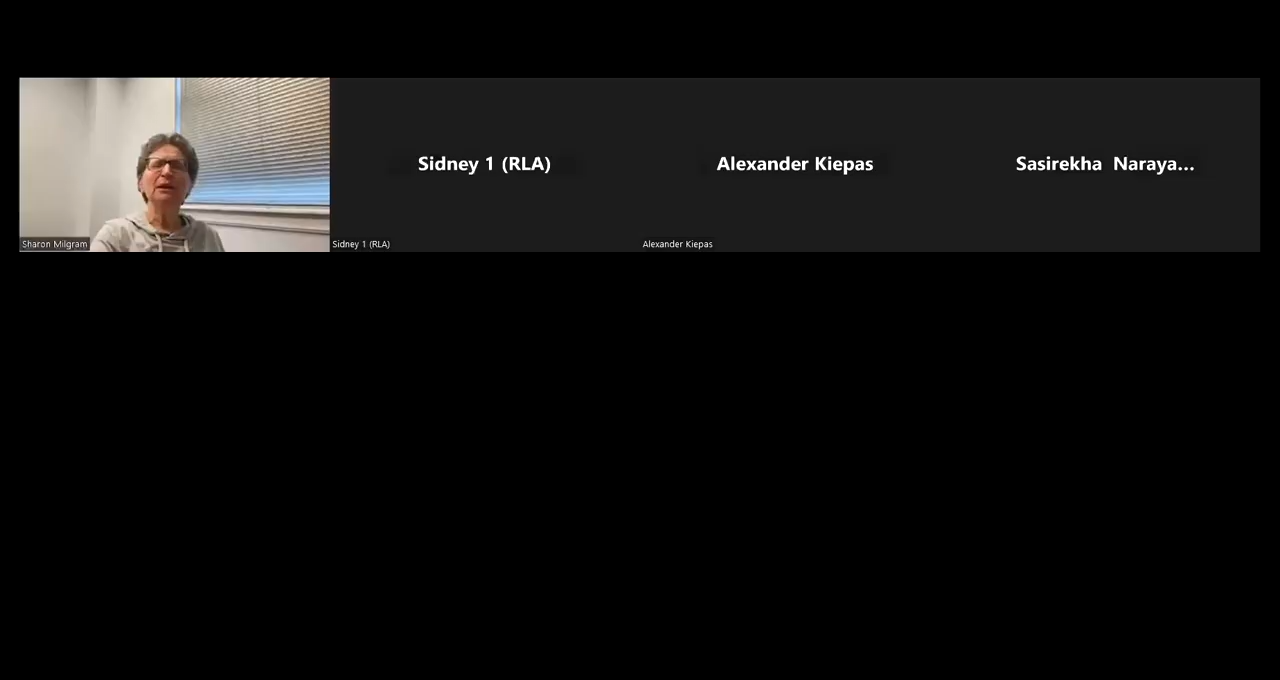 Sidney 1 (RLA)
Alexander Kiepas
Sasirekha  Naraya...
Sharon Milgram
Sidney 1 (RLA)
Alexander Kiepas